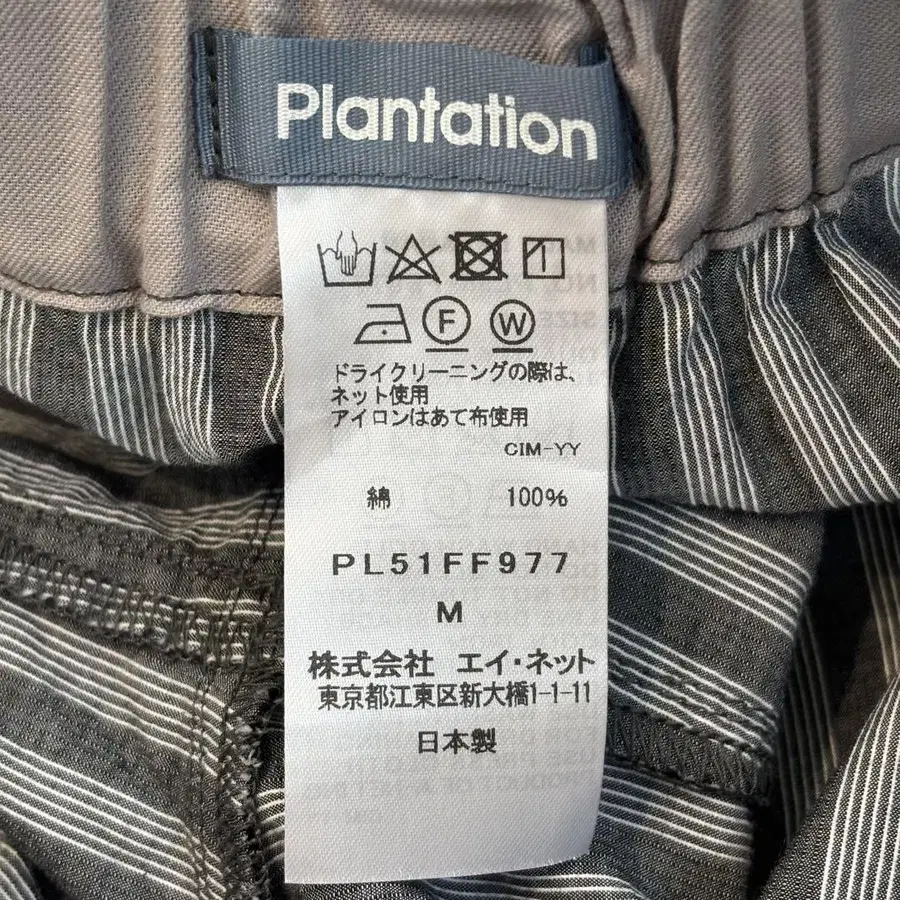 Plantation
F W
ドライクリーニングの際は、
ネット使用
アイロンはあて布使用
CIM-YY
綿 100%
PL51FF977
M
株式会社 エイ・ネット
東京都江東区新大橋1-1-11
日本製